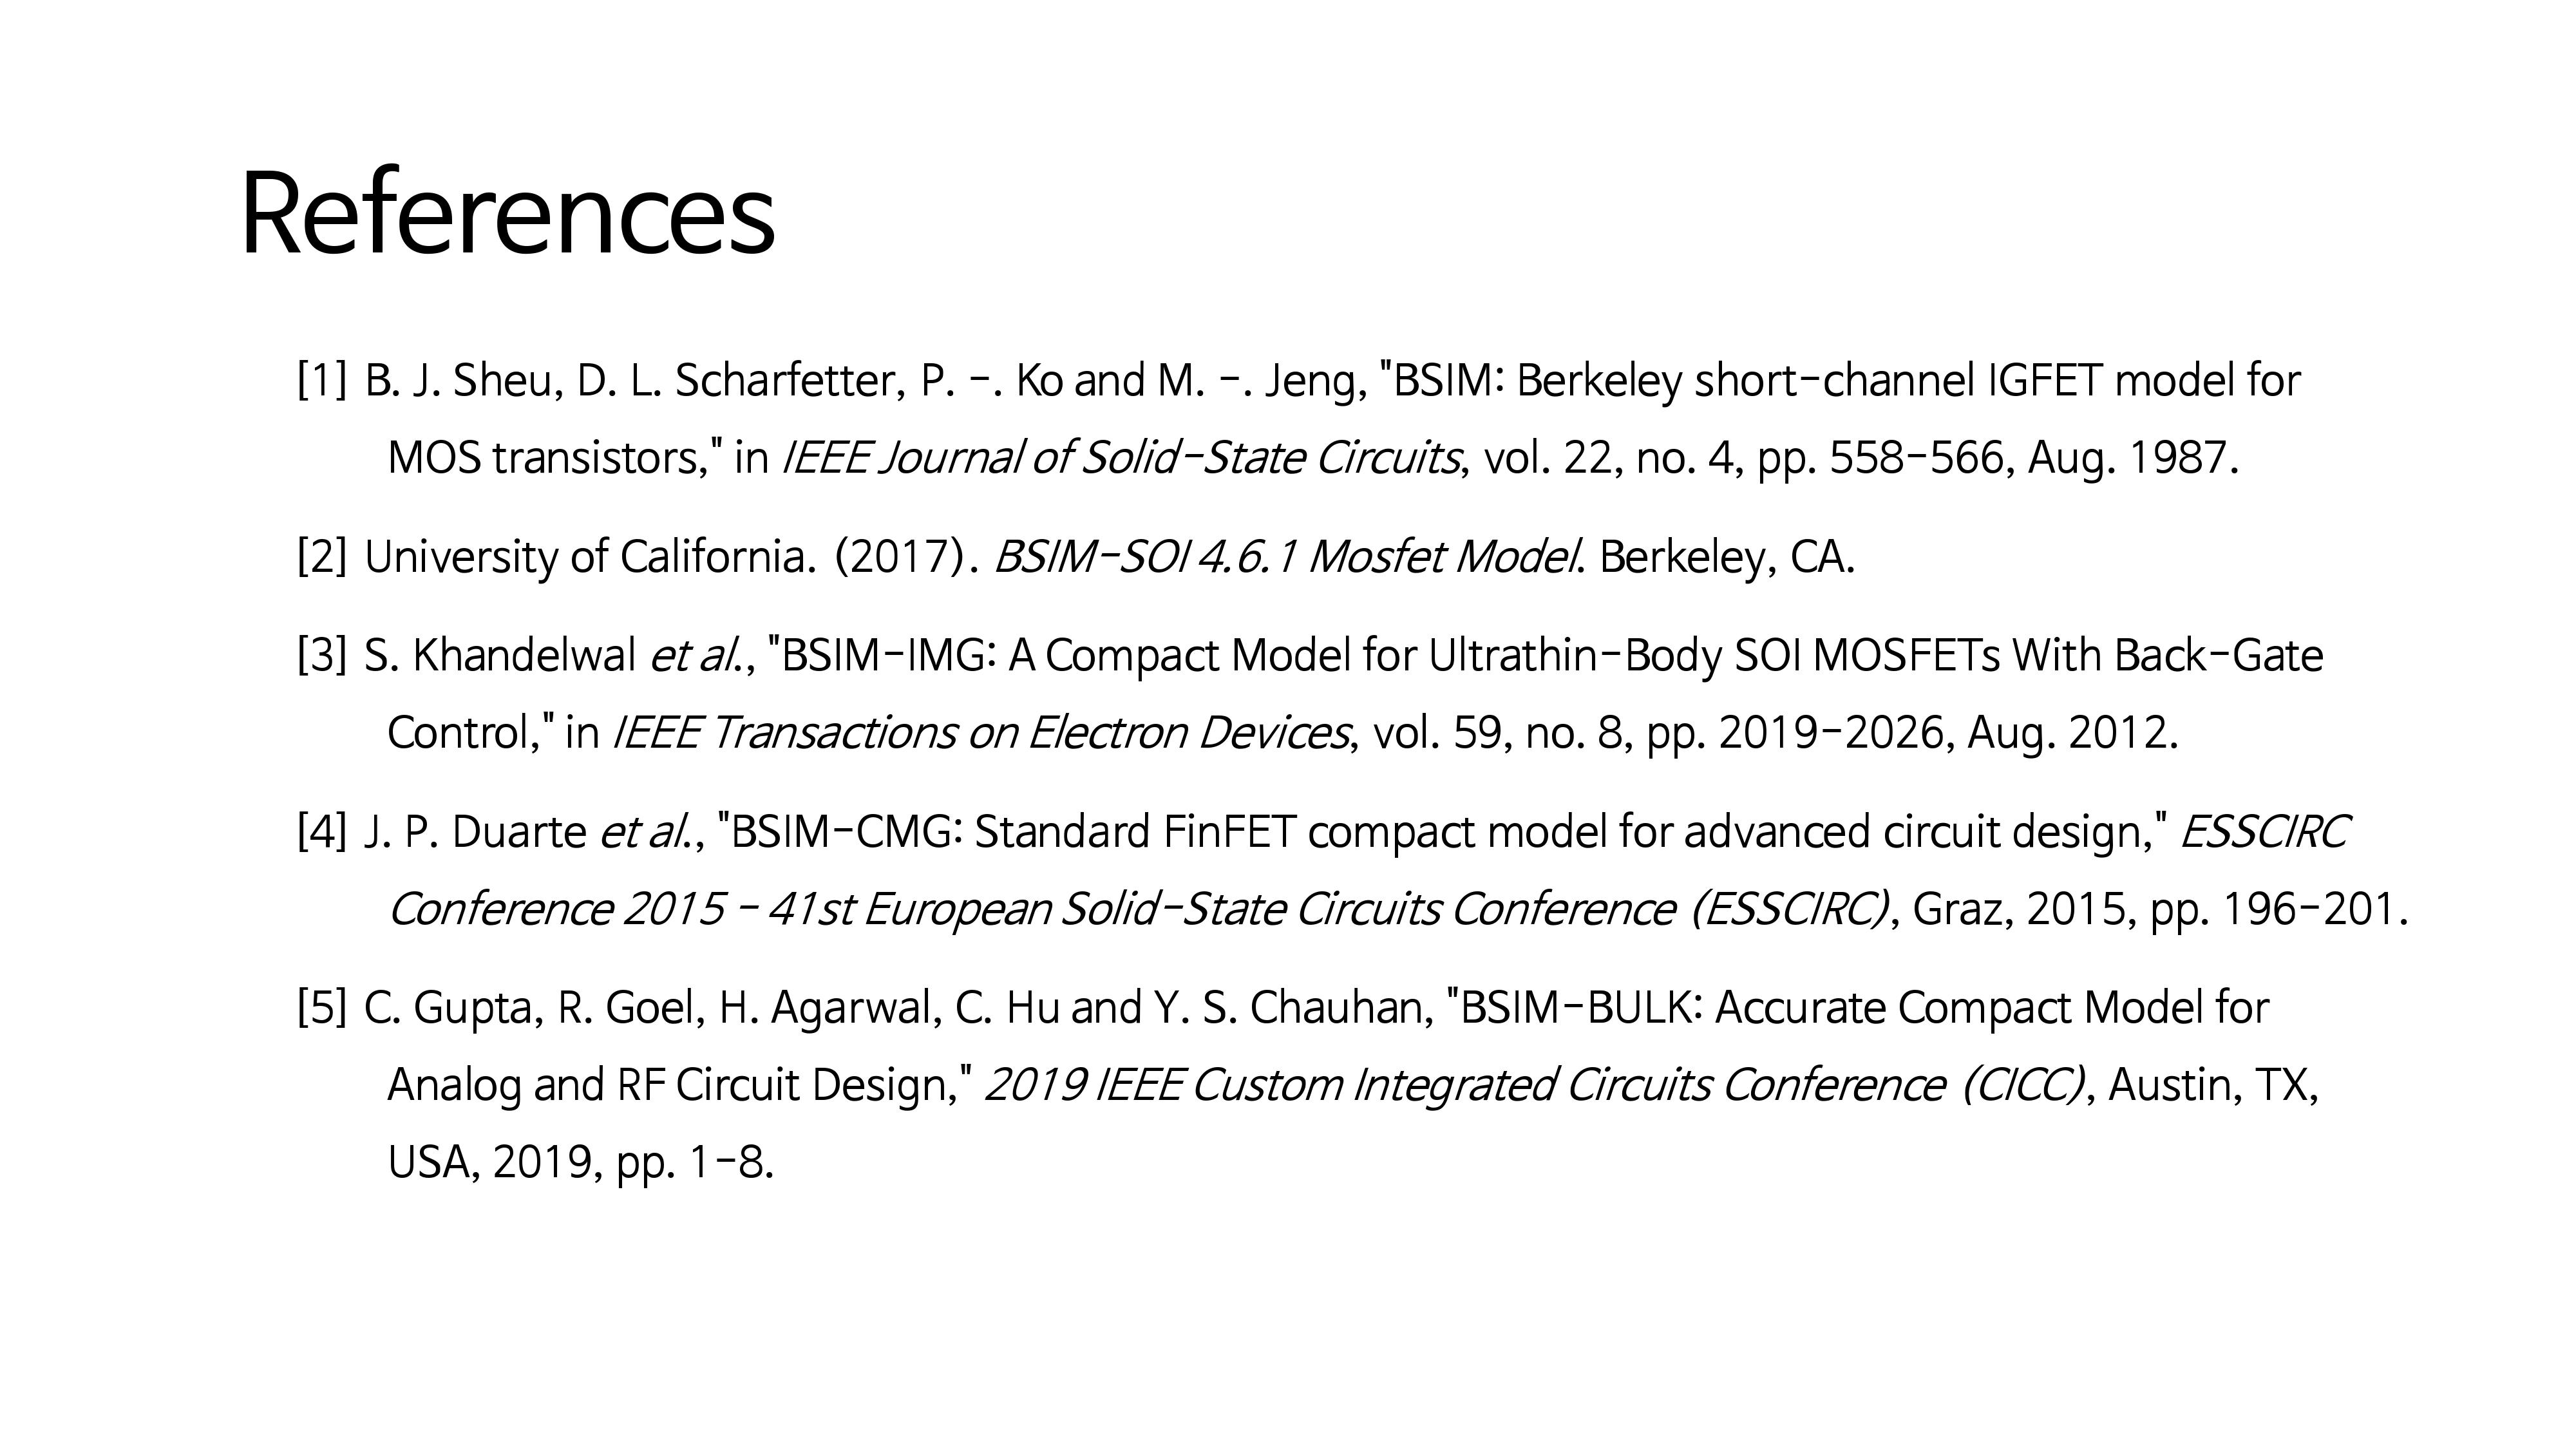 References
[1] B. J. Sheu, D. L. Scharfetter, P. -. Ko and M. -. Jeng, "BSIM: Berkeley short-channel IGFET model for
MOS transistors," in IEEE Journal of Solid-State Circuits, vol. 22, no. 4, pp. 558-566, Aug. 1987.
[2] University of California. (2017). BSIM-SOI 4.6.1 Mosfet Model. Berkeley, CA.
[3] S. Khandelwal et al., "BSIM-IMG: A Compact Model for Ultrathin-Body SOI MOSFETs With Back-Gate
Control," in IEEE Transactions on Electron Devices, vol. 59, no. 8, pp. 2019-2026, Aug. 2012.
[4] J. P. Duarte et al., "BSIM-CMG: Standard FinFET compact model for advanced circuit design," ESSCIRC
Conference 2015 - 41st European Solid-State Circuits Conference (ESSCIRC), Graz, 2015, pp. 196-201.
[5] C. Gupta, R. Goel, H. Agarwal, C. Hu and Y. S. Chauhan, "BSIM-BULK: Accurate Compact Model for
Analog and RF Circuit Design," 2019 IEEE Custom Integrated Circuits Conference (CICC), Austin, TX,
USA, 2019, pp. 1-8.